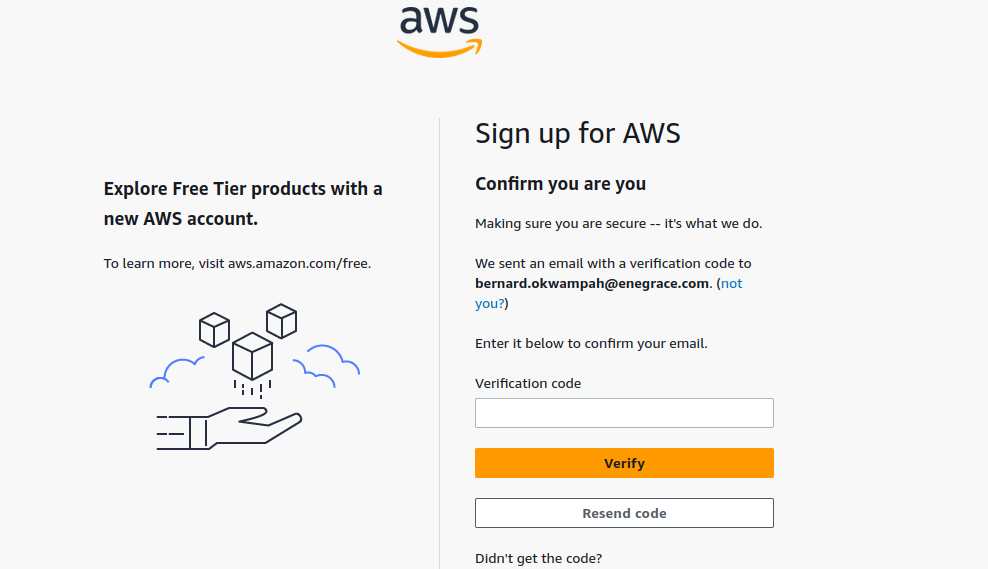 aws
Explore Free Tier products with a
new AWS account.
To learn more, visit aws.amazon.com/free.
Sign up for AWS
Confirm you are you
Making sure you are secure -- it's what we do.
We sent an email with a verification code to
bernard.okwampah@enegrace.com. (not
you?)
Enter it below to confirm your email.
Verification code
Verify
Resend code
Didn't get the code?